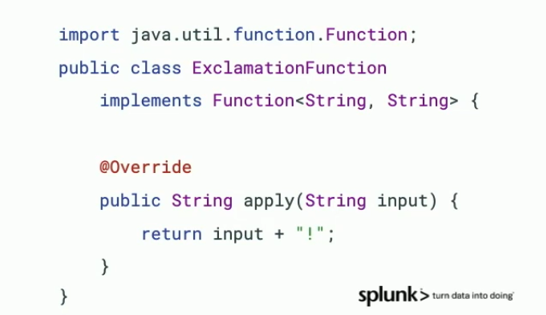 import java.util.function.Function;
public class ExclamationFunction
implements Function<String, String> {
@Override
public String apply(String input) {
return input + "!";
}
}
splunk> turn data into doing